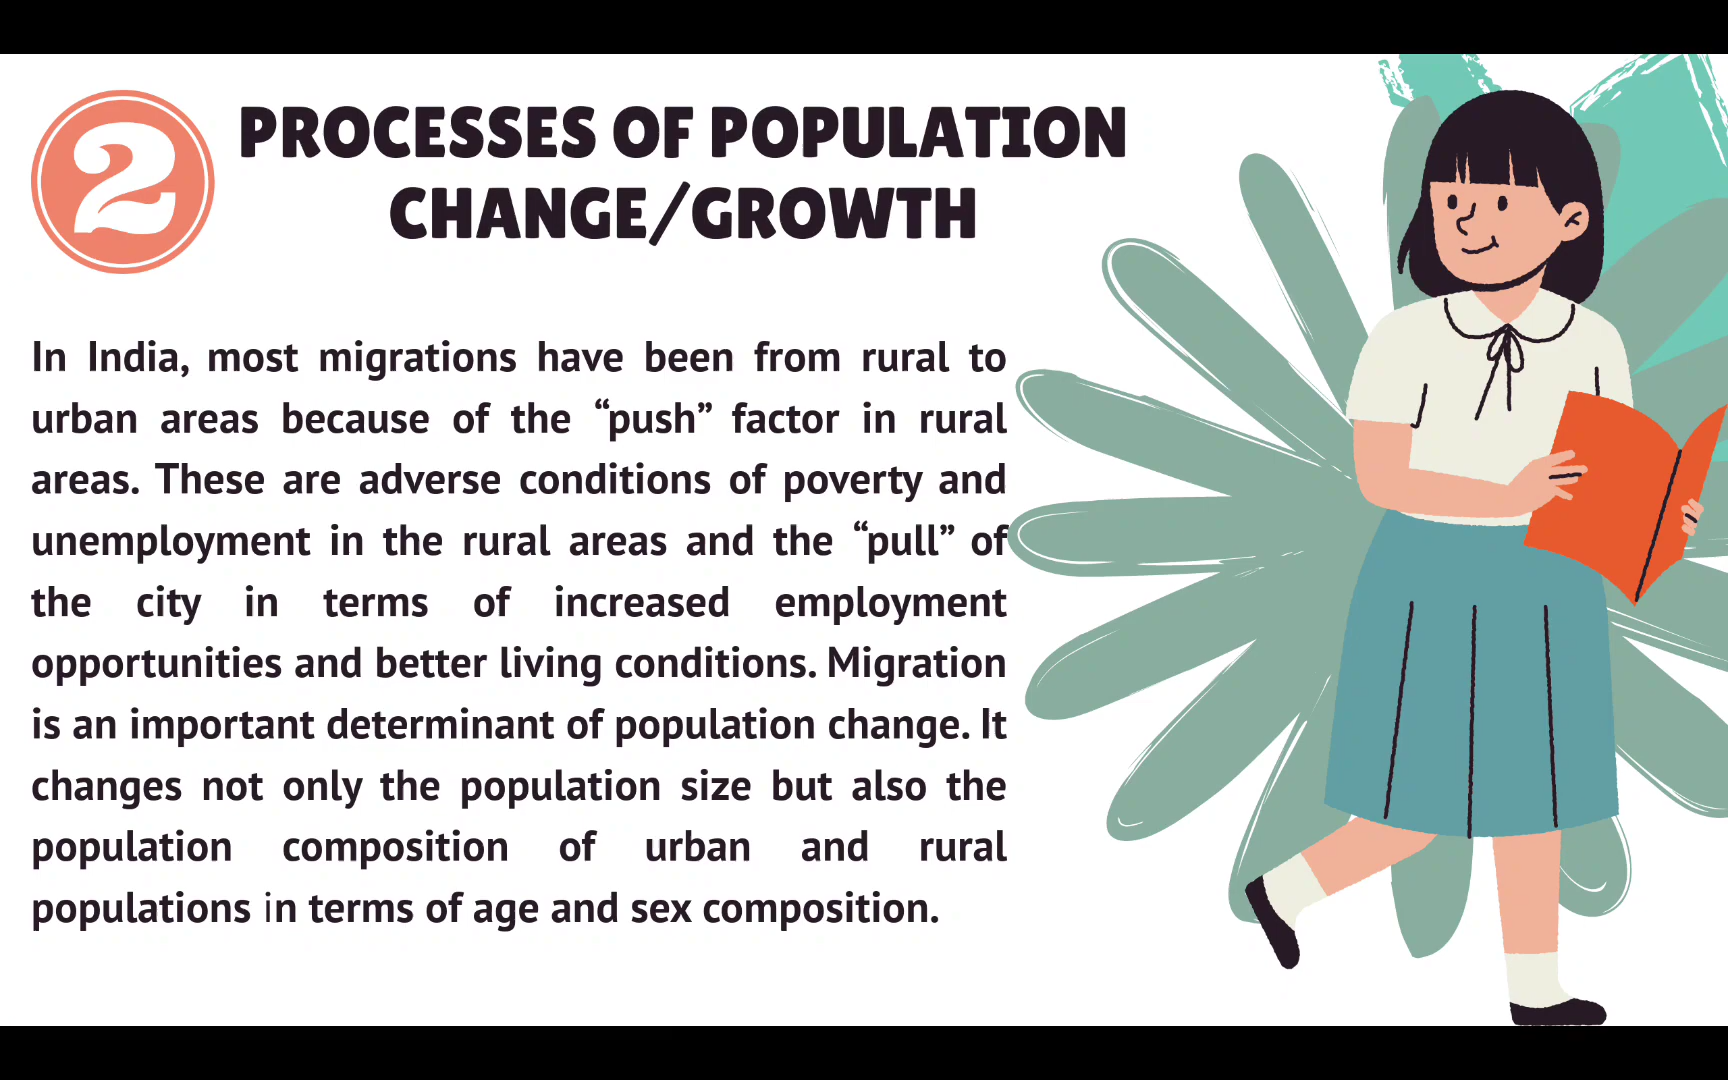 2
PROCESSES OF POPULATION
CHANGE/GROWTH
In India, most migrations have been from rural to
urban areas because of the “push” factor in rural
areas. These are adverse conditions of poverty and
unemployment in the rural areas and the “pull” of
the city in terms of increased employment
opportunities and better living conditions. Migration
is an important determinant of population change. It
changes not only the population size but also the
population composition of urban and rural
populations in terms of age and sex composition.